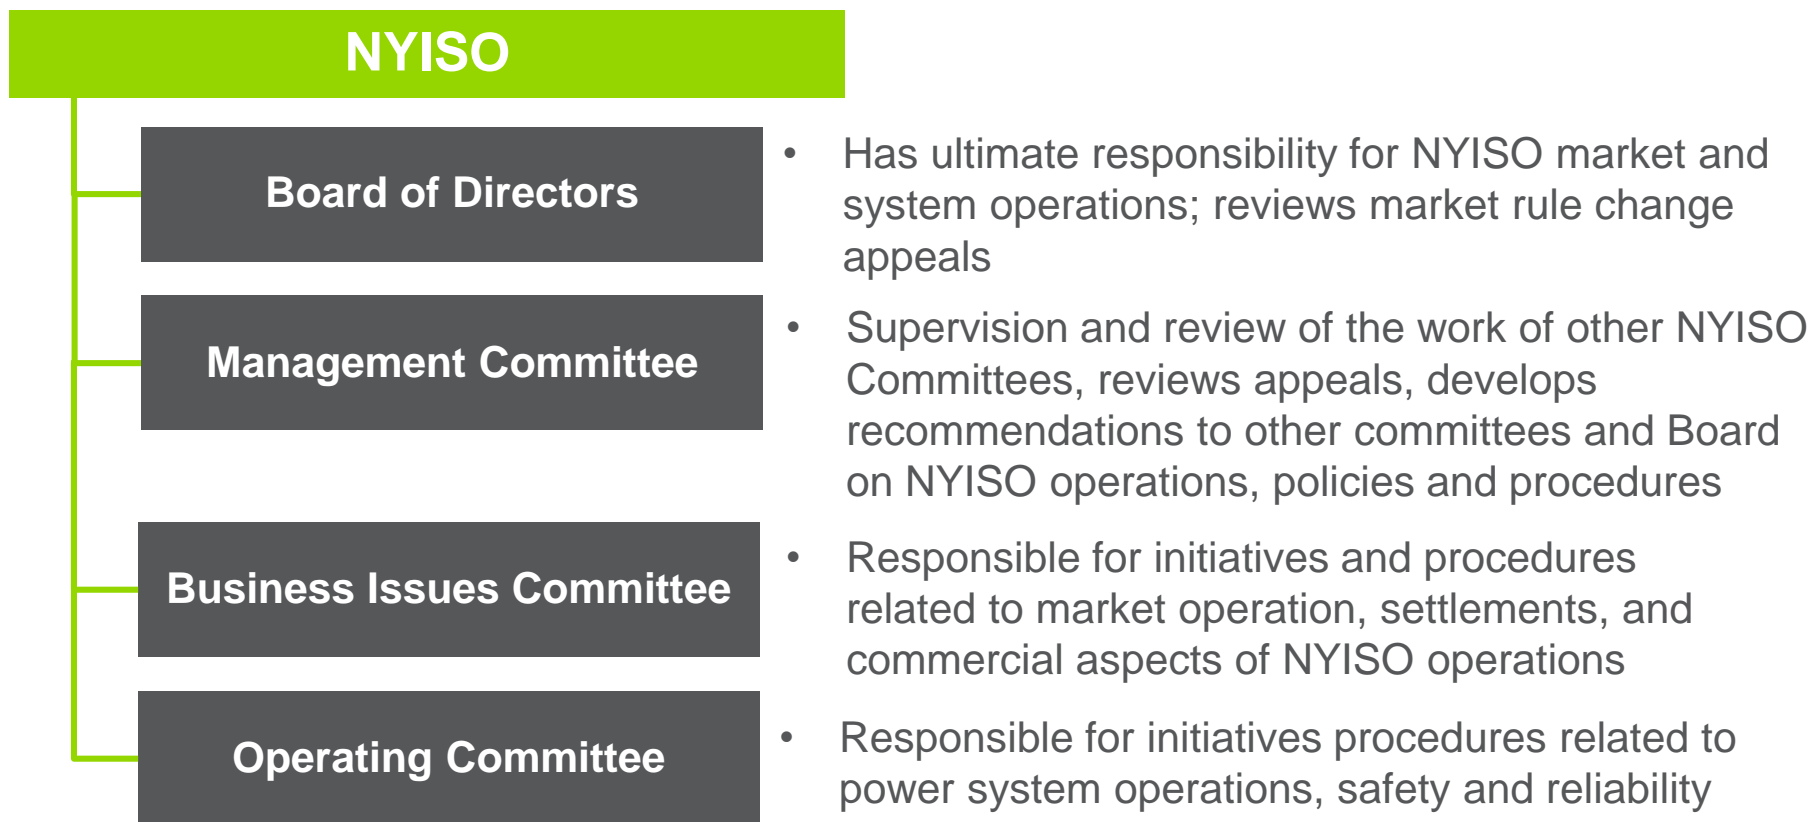 NYISO
Board of Directors
• Has ultimate responsibility for NYISO market and
system operations; reviews market rule change
appeals
Management Committee
• Supervision and review of the work of other NYISO
Committees, reviews appeals, develops
recommendations to other committees and Board
on NYISO operations, policies and procedures
Business Issues Committee
• Responsible for initiatives and procedures
related to market operation, settlements, and
commercial aspects of NYISO operations
Operating Committee
• Responsible for initiatives procedures related to
power system operations, safety and reliability